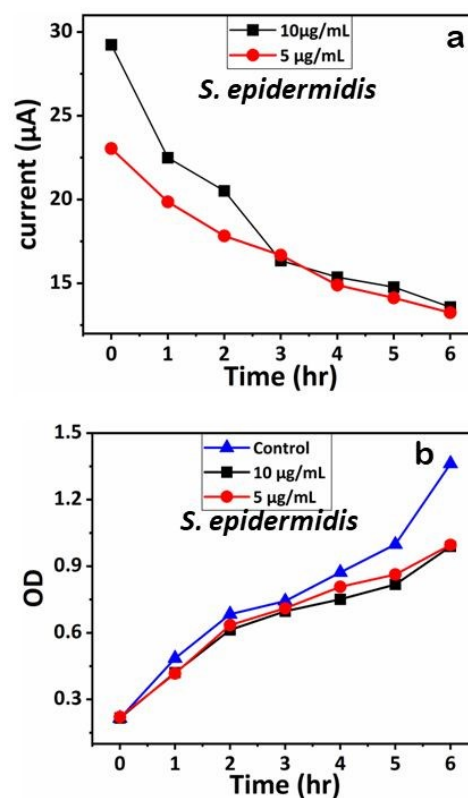 a
10µg/mL
5 µg/mL
S. epidermidis
30
25
20
15
current (µA)
0 1 2 3 4 5 6
Time (hr)
b
Control
10 µg/mL
5 µg/mL
S. epidermidis
1.5
1.2
0.9
0.6
0.3
OD
0 1 2 3 4 5 6
Time (hr)